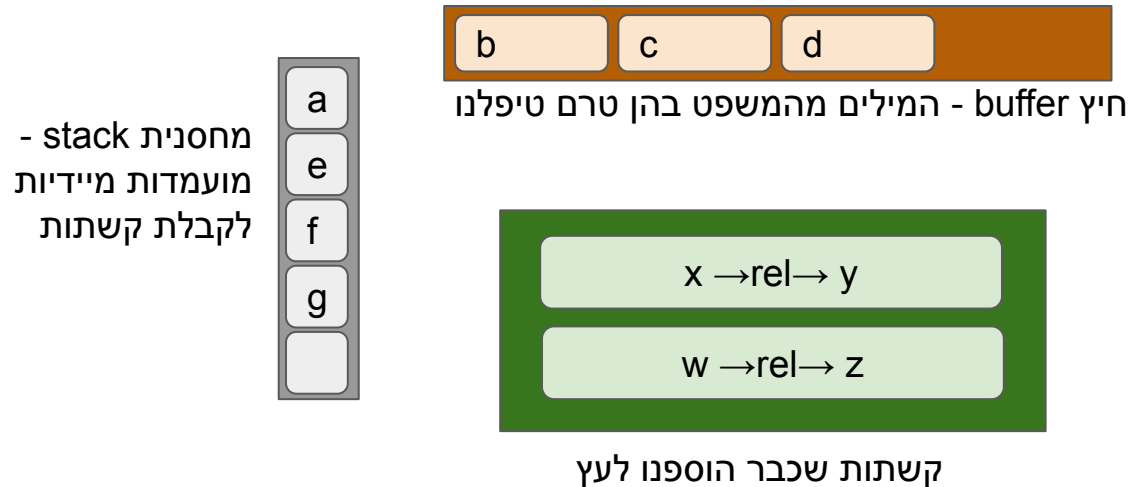 b c d
חיץ buffer - המילים מהמשפט בהן טרם טיפלנו
מחסנית stack -
מועמדות מיידיות
לקבלת קשתות
a
e
f
g
x →rel→ y
w →rel→ z
קשתות שכבר הוספנו לעץ